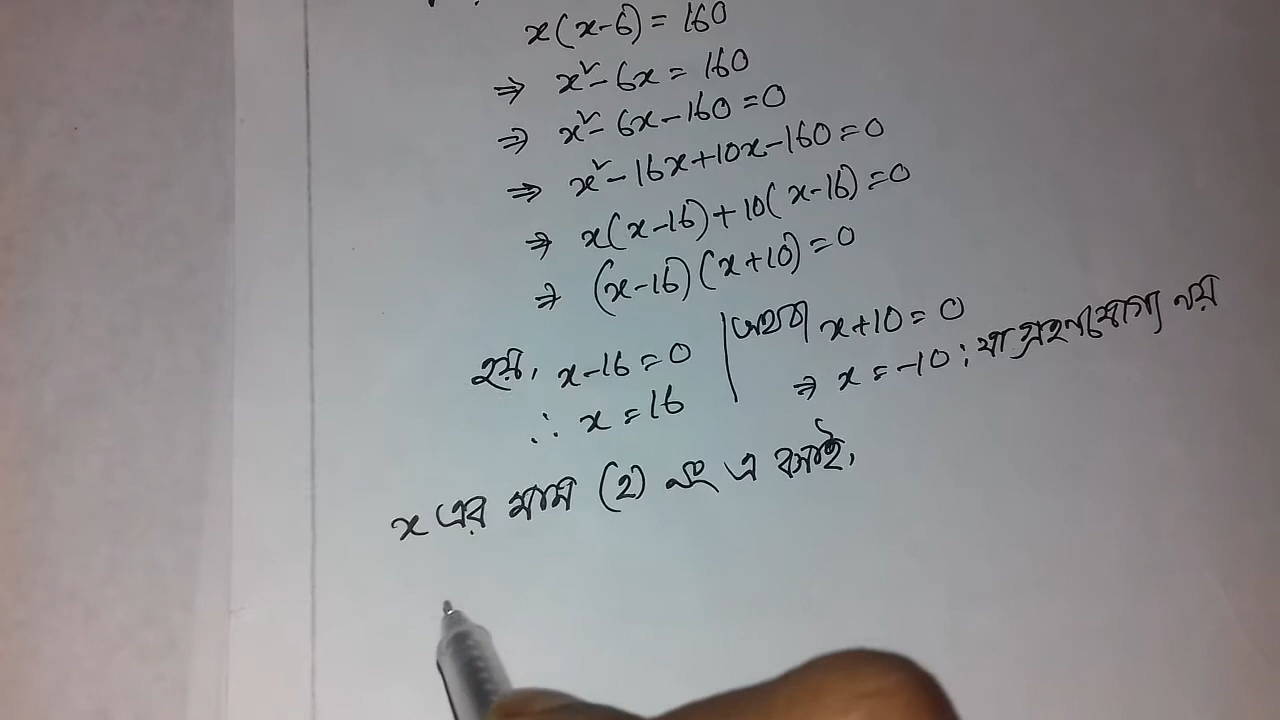 x(x-6) = 160
⇒ x² - 6x = 160
⇒ x² - 6x - 160 = 0
⇒ x² - 16x + 10x - 160 = 0
⇒ x(x-16) + 10(x-16) = 0
⇒ (x-16)(x+10) = 0
হয়, x-16 = 0 | অথবা x+10 = 0
∴ x = 16 | ⇒ x = -10 ; যা গ্রহণযোগ্য নয়
x এর মান (2) নং এ বসাই,